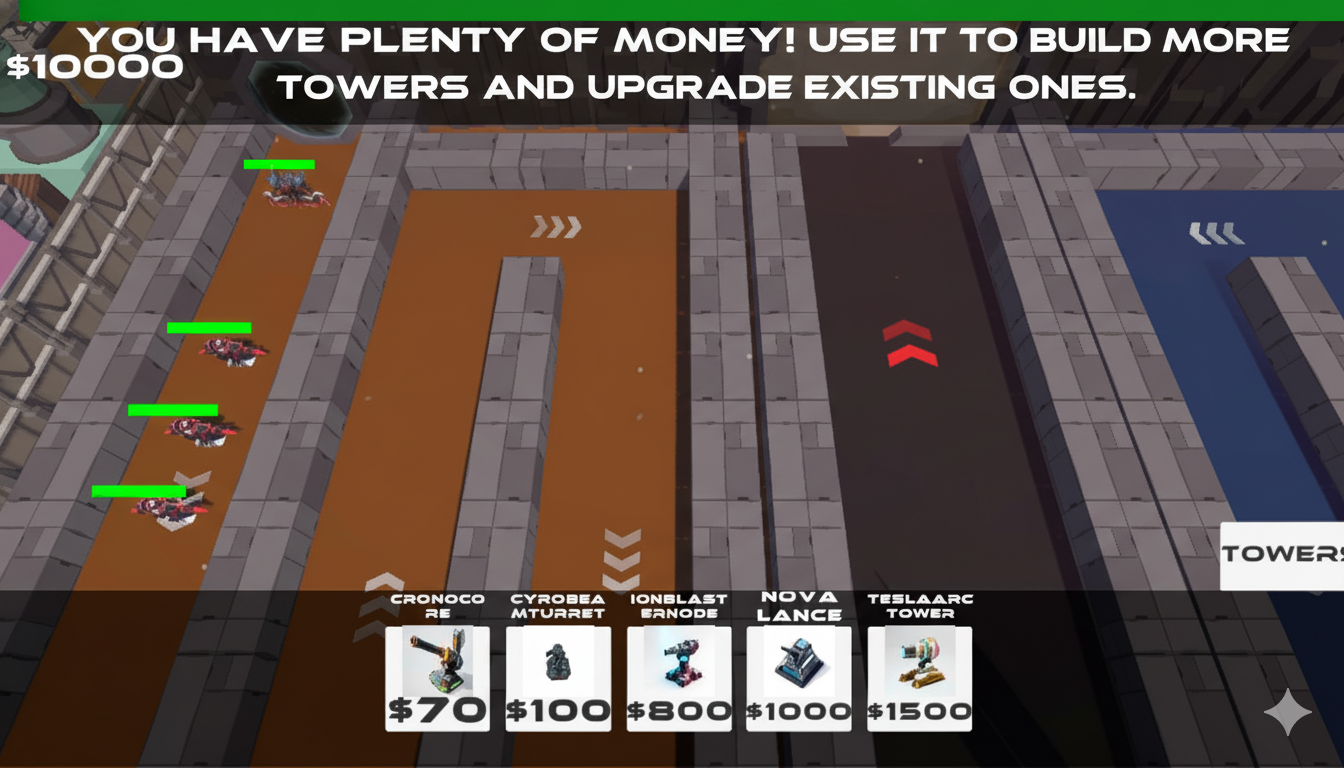 YOU HAVE PLENTY OF MONEY! USE IT TO BUILD MORE
TOWERS AND UPGRADE EXISTING ONES.
$10000
TOWERS
CRONOCO
RE
CYROBEA
MTURRET
IONBLAST
ERNODE
NOVA
LANCE
TESLAARC
TOWER
$70
$100
$800
$1000
$1500